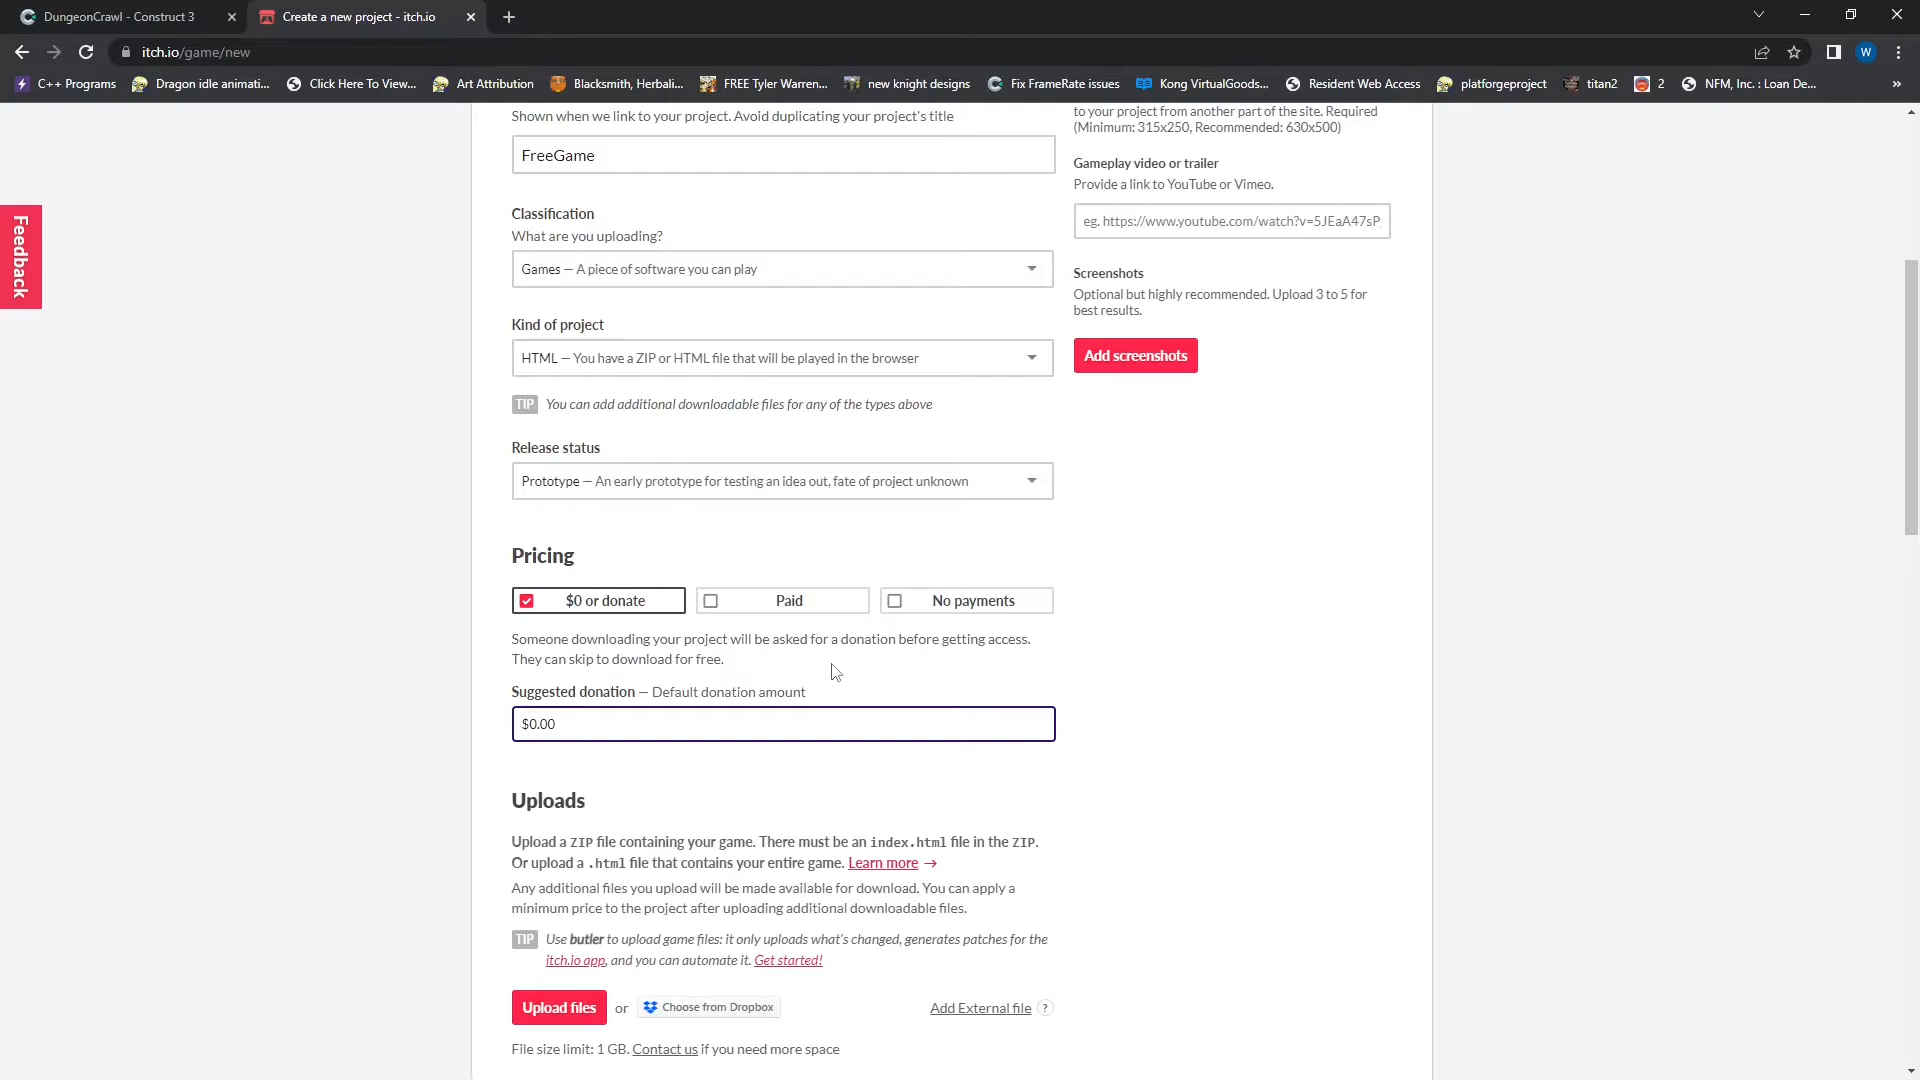 DungeonCrawl - Construct 3
Create a new project - itch.io
itch.io/game/new
W
C++ Programs
Dragon idle animati...
Click Here To View...
Art Attribution
Blacksmith, Herbali...
FREE Tyler Warren...
new knight designs
Fix FrameRate issues
Kong VirtualGoods...
Resident Web Access
platforgeproject
titan2
2
NFM, Inc. : Loan De...
»
Feedback
Shown when we link to your project. Avoid duplicating your project's title
FreeGame
Classification
What are you uploading?
Games — A piece of software you can play
Kind of project
HTML — You have a ZIP or HTML file that will be played in the browser
TIP You can add additional downloadable files for any of the types above
Release status
Prototype — An early prototype for testing an idea out, fate of project unknown
Pricing
$0 or donate
Paid
No payments
Someone downloading your project will be asked for a donation before getting access.
They can skip to download for free.
Suggested donation — Default donation amount
$0.00
Uploads
Upload a ZIP file containing your game. There must be an index.html file in the ZIP.
Or upload a .html file that contains your entire game. Learn more →
Any additional files you upload will be made available for download. You can apply a
minimum price to the project after uploading additional downloadable files.
TIP Use butler to upload game files: it only uploads what's changed, generates patches for the
itch.io app, and you can automate it. Get started!
Upload files or Choose from Dropbox
Add External file ?
File size limit: 1 GB. Contact us if you need more space
to your project from another part of the site. Required
(Minimum: 315x250, Recommended: 630x500)
Gameplay video or trailer
Provide a link to YouTube or Vimeo.
eg. https://www.youtube.com/watch?v=5JEaA47sP
Screenshots
Optional but highly recommended. Upload 3 to 5 for
best results.
Add screenshots